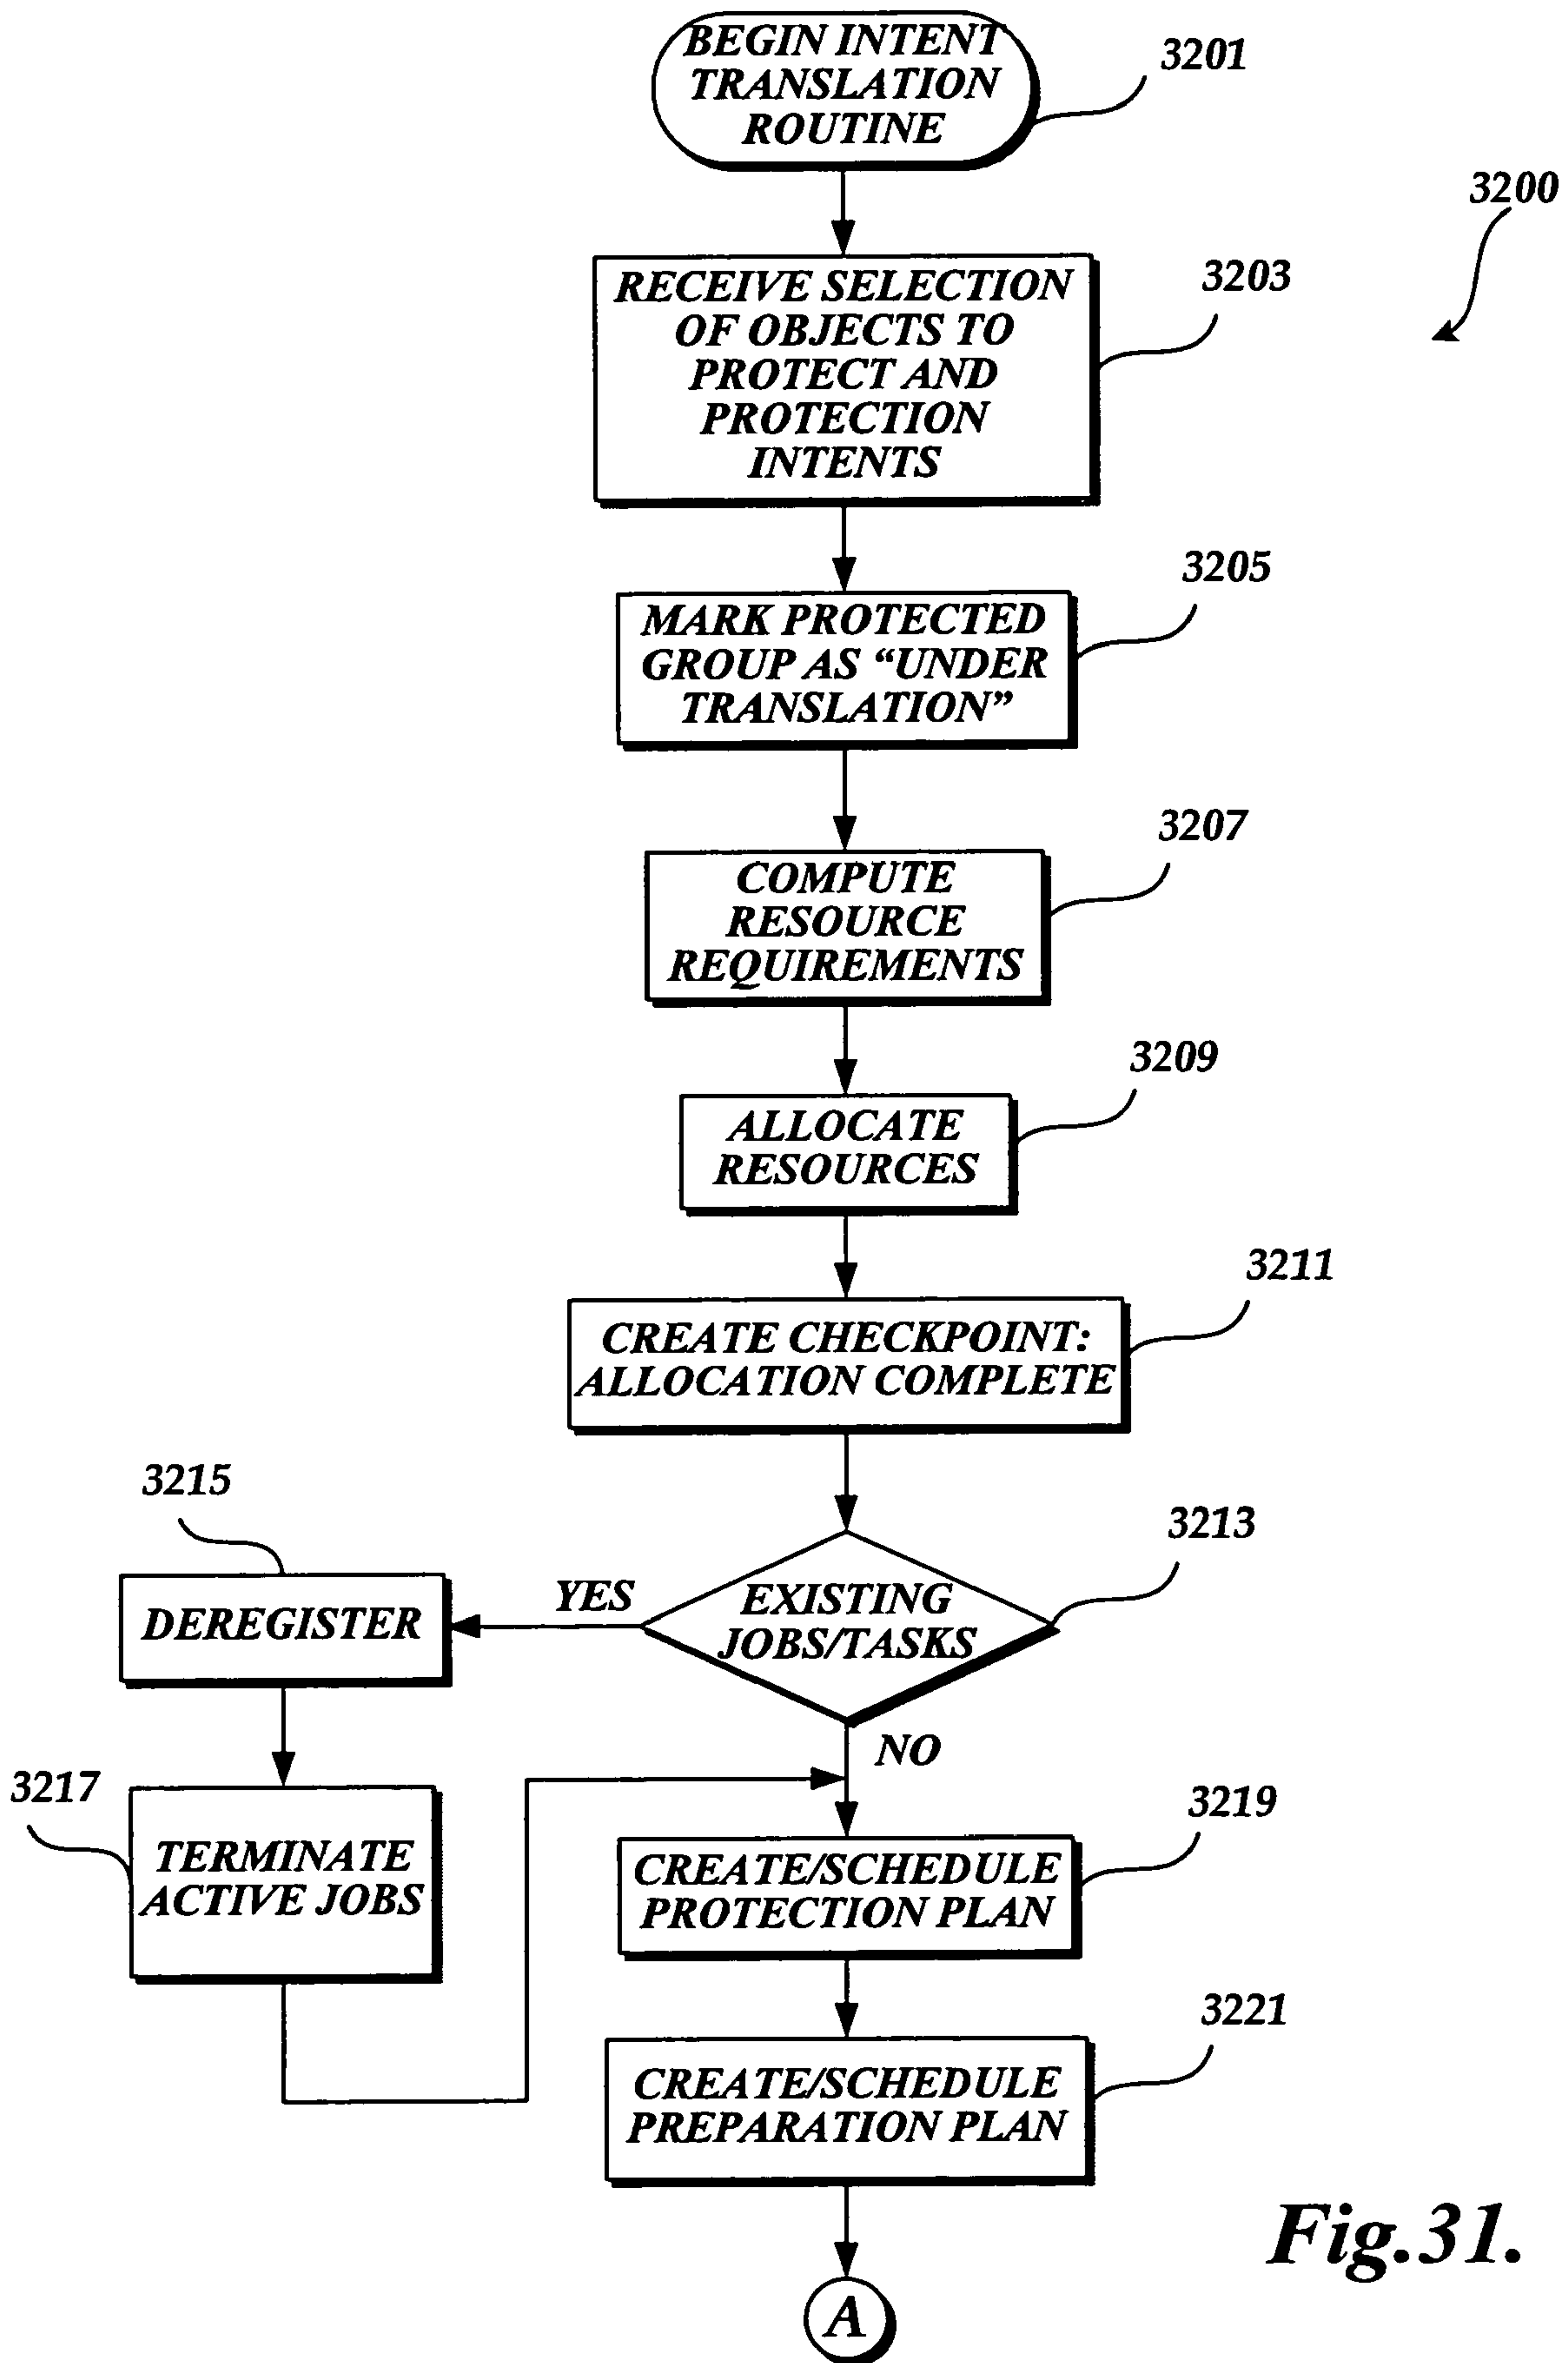 BEGIN INTENT
TRANSLATION
ROUTINE
3201
3200
RECEIVE SELECTION
OF OBJECTS TO
PROTECT AND
PROTECTION
INTENTS
3203
MARK PROTECTED
GROUP AS “UNDER
TRANSLATION”
3205
COMPUTE
RESOURCE
REQUIREMENTS
3207
ALLOCATE
RESOURCES
3209
CREATE CHECKPOINT:
ALLOCATION COMPLETE
3211
EXISTING
JOBS/TASKS
3213
YES
DEREGISTER
3215
TERMINATE
ACTIVE JOBS
3217
NO
CREATE/SCHEDULE
PROTECTION PLAN
3219
CREATE/SCHEDULE
PREPARATION PLAN
3221
A
Fig.31.